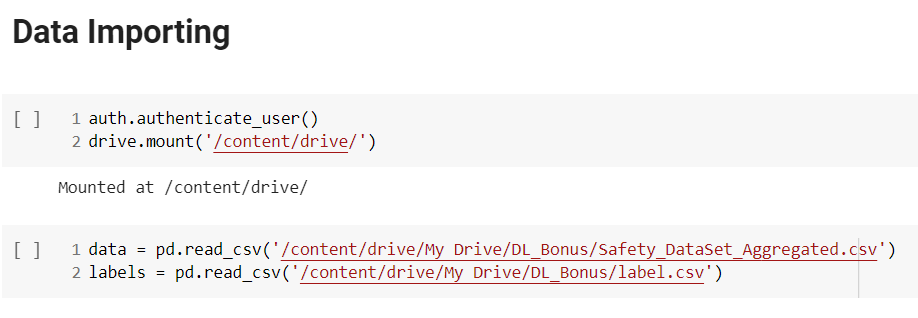 Data Importing
[ ] 1 auth.authenticate_user()
2 drive.mount('/content/drive/')
Mounted at /content/drive/
[ ] 1 data = pd.read_csv('/content/drive/My Drive/DL_Bonus/Safety_DataSet_Aggregated.csv')
2 labels = pd.read_csv('/content/drive/My Drive/DL_Bonus/label.csv')